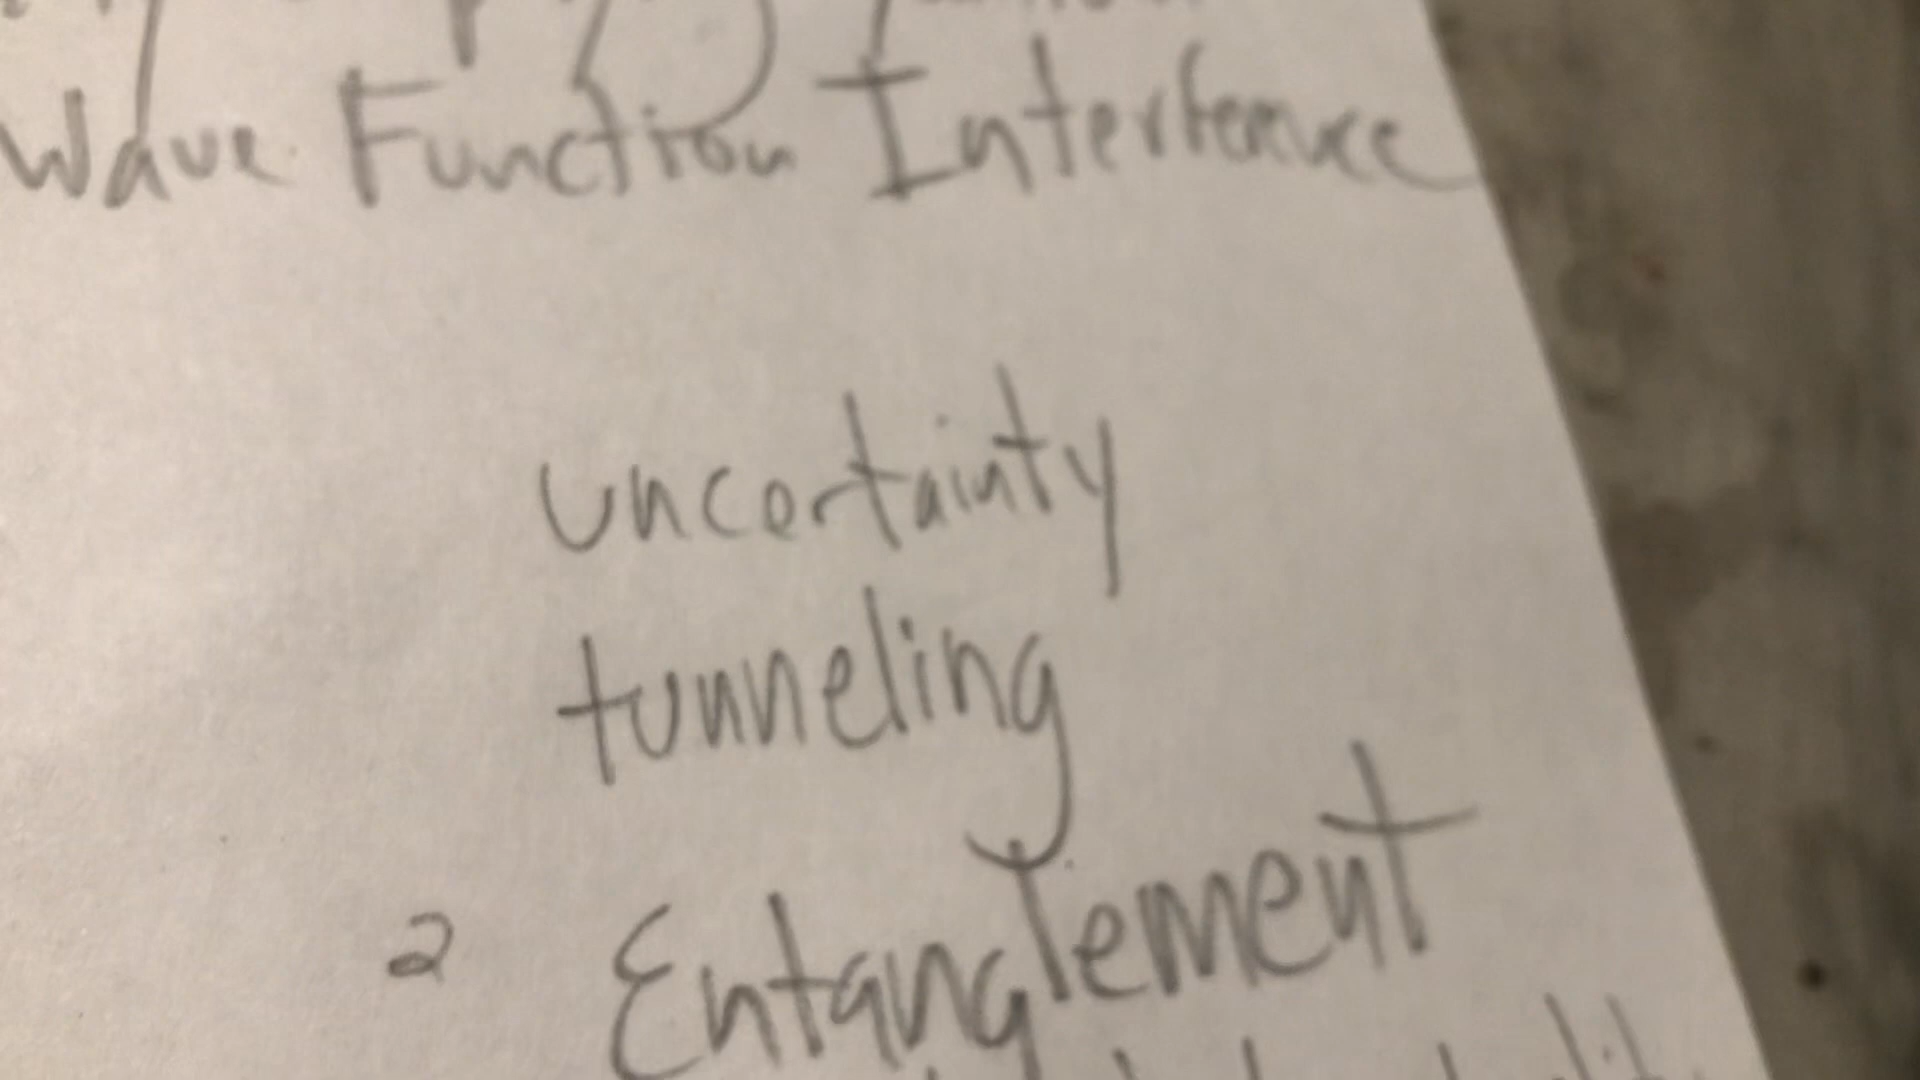 Wave Function Interference
uncertainty
tunneling
2 Entanglement